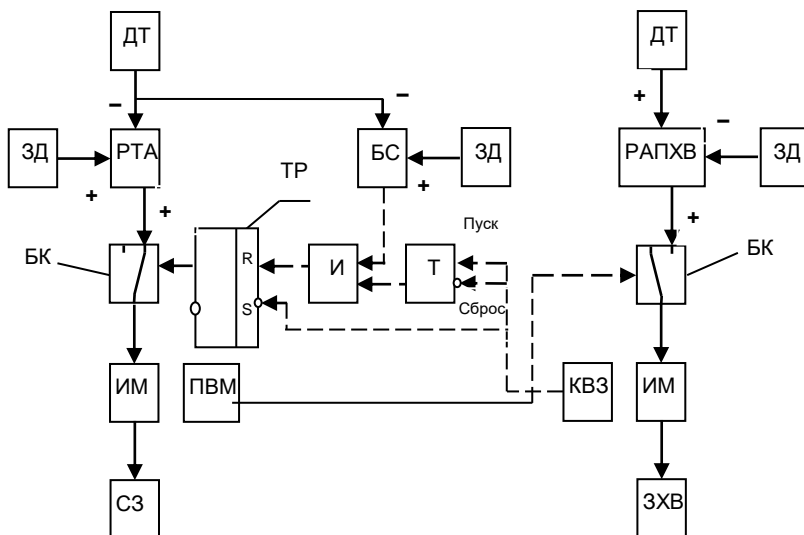 ДТ
ДТ
–
–
+
–
ЗД
РТА
БС
ЗД
РАПХВ
ЗД
+
+
+
+
ТР
Пуск
БК
R
И
Т
БК
S
Сброс
ИМ
ПВМ
КВЗ
ИМ
СЗ
ЗХВ